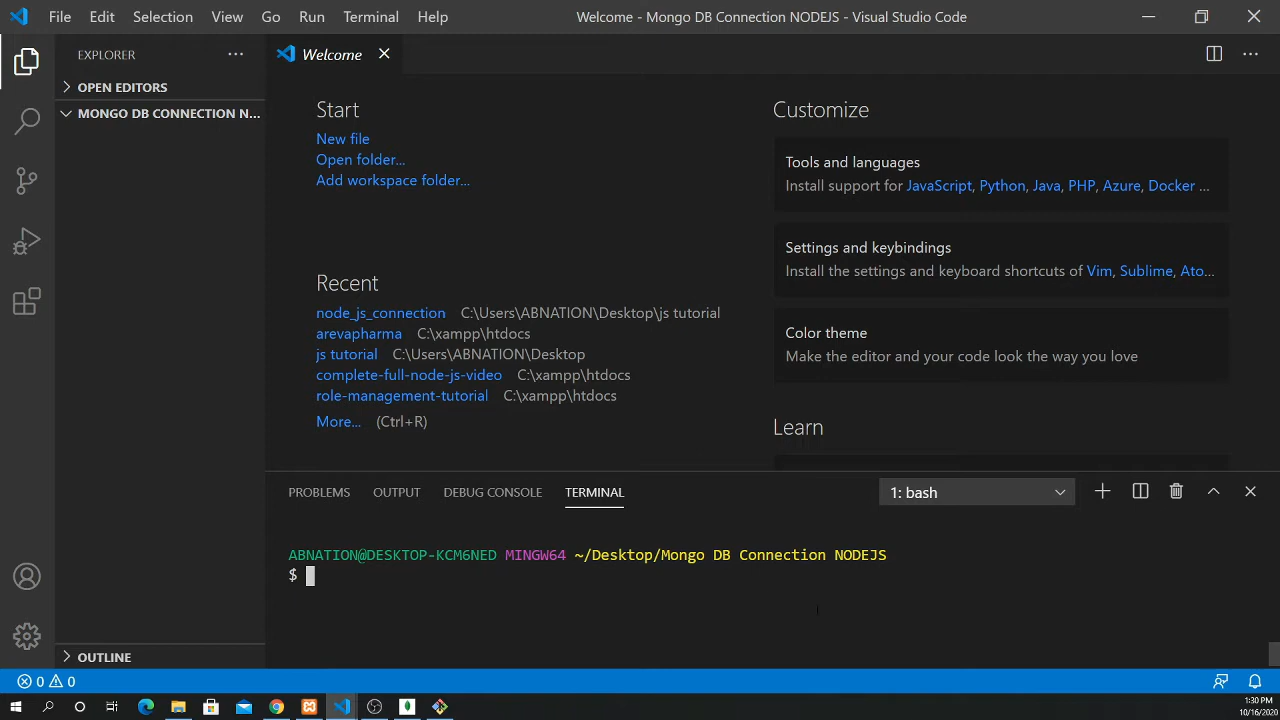 File Edit Selection View Go Run Terminal Help
Welcome - Mongo DB Connection NODEJS - Visual Studio Code
EXPLORER
OPEN EDITORS
MONGO DB CONNECTION N...
OUTLINE
Welcome
Start
New file
Open folder...
Add workspace folder...
Recent
node_js_connection C:\Users\ABNATION\Desktop\js tutorial
arevapharma C:\xampp\htdocs
js tutorial C:\Users\ABNATION\Desktop
complete-full-node-js-video C:\xampp\htdocs
role-management-tutorial C:\xampp\htdocs
More... (Ctrl+R)
Customize
Tools and languages
Install support for JavaScript, Python, Java, PHP, Azure, Docker ...
Settings and keybindings
Install the settings and keyboard shortcuts of Vim, Sublime, Ato...
Color theme
Make the editor and your code look the way you love
Learn
PROBLEMS OUTPUT DEBUG CONSOLE TERMINAL
1: bash
ABNATION@DESKTOP-KCM6NED MINGW64 ~/Desktop/Mongo DB Connection NODEJS
$
0 0
1:30 PM
10/16/2020